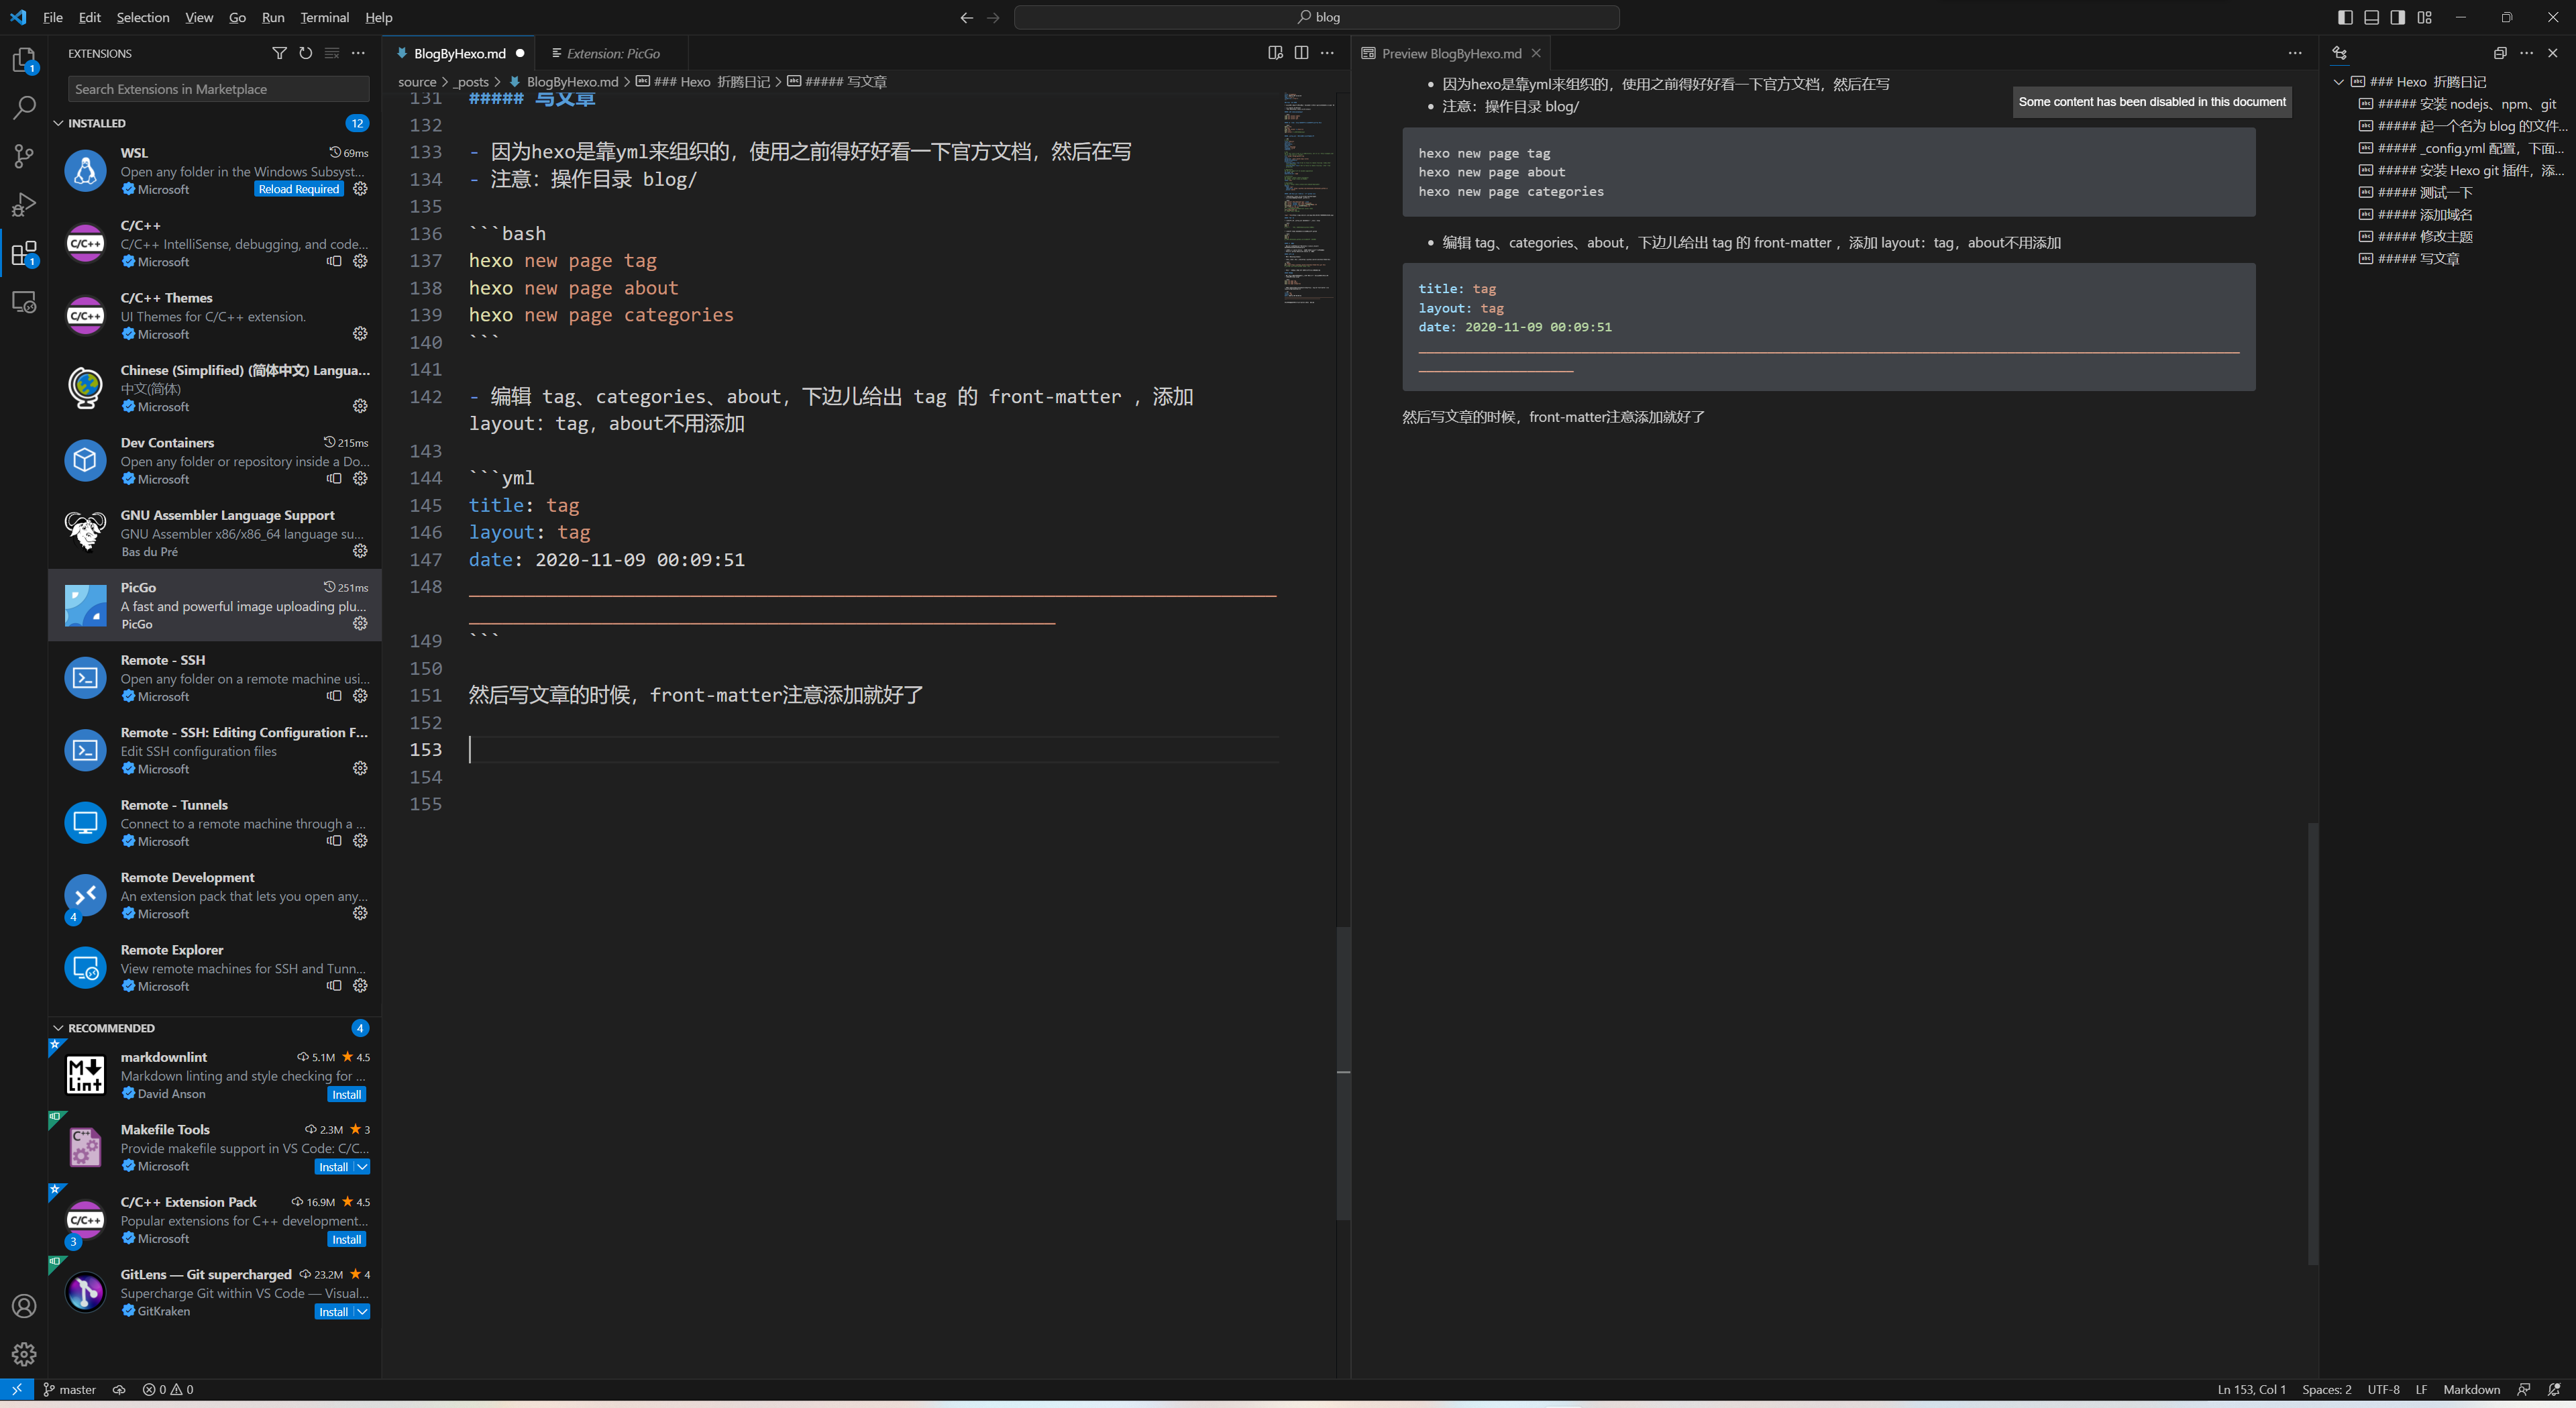 File Edit Selection View Go Run Terminal Help
blog
EXTENSIONS
Search Extensions in Marketplace
INSTALLED 12
WSL 69ms
Open any folder in the Windows Subsyst...
Microsoft Reload Required
C/C++
C/C++ IntelliSense, debugging, and code...
Microsoft
C/C++ Themes
UI Themes for C/C++ extension.
Microsoft
Chinese (Simplified) (简体中文) Langua...
中文(简体)
Microsoft
Dev Containers 215ms
Open any folder or repository inside a Do...
Microsoft
GNU Assembler Language Support
GNU Assembler x86/x86_64 language su...
Bas du Pré
PicGo 251ms
A fast and powerful image uploading plu...
PicGo
Remote - SSH
Open any folder on a remote machine usi...
Microsoft
Remote - SSH: Editing Configuration F...
Edit SSH configuration files
Microsoft
Remote - Tunnels
Connect to a remote machine through a ...
Microsoft
Remote Development
An extension pack that lets you open any...
4 Microsoft
Remote Explorer
View remote machines for SSH and Tunn...
Microsoft
RECOMMENDED 4
markdownlint 5.1M 4.5
Markdown linting and style checking for ...
David Anson Install
Makefile Tools 2.3M 3
Provide makefile support in VS Code: C/C...
Microsoft Install
C/C++ Extension Pack 16.9M 4.5
Popular extensions for C++ development...
3 Microsoft Install
GitLens — Git supercharged 23.2M 4
Supercharge Git within VS Code — Visual...
GitKraken Install
BlogByHexo.md Extension: PicGo
source > _posts > BlogByHexo.md > ### Hexo 折腾日记 > ##### 写文章
131 ##### 写文章
132
133 - 因为hexo是靠yml来组织的，使用之前得好好看一下官方文档，然后在写
134 - 注意：操作目录 blog/
135
136 ```bash
137 hexo new page tag
138 hexo new page about
139 hexo new page categories
140 ```
141
142 - 编辑 tag、categories、about，下边儿给出 tag 的 front-matter ，添加
layout：tag，about不用添加
143
144 ```yml
145 title: tag
146 layout: tag
147 date: 2020-11-09 00:09:51
148
149 ```
150
151 然后写文章的时候，front-matter注意添加就好了
152
153
154
155
Preview BlogByHexo.md
• 因为hexo是靠yml来组织的，使用之前得好好看一下官方文档，然后在写
• 注意：操作目录 blog/
Some content has been disabled in this document
hexo new page tag
hexo new page about
hexo new page categories
• 编辑 tag、categories、about，下边儿给出 tag 的 front-matter ，添加 layout：tag，about不用添加
title: tag
layout: tag
date: 2020-11-09 00:09:51
然后写文章的时候，front-matter注意添加就好了
### Hexo 折腾日记
##### 安装 nodejs、npm、git
##### 起一个名为 blog 的文件...
##### _config.yml 配置，下面...
##### 安装 Hexo git 插件，添...
##### 测试一下
##### 添加域名
##### 修改主题
##### 写文章
master 0 0
Ln 153, Col 1 Spaces: 2 UTF-8 LF Markdown